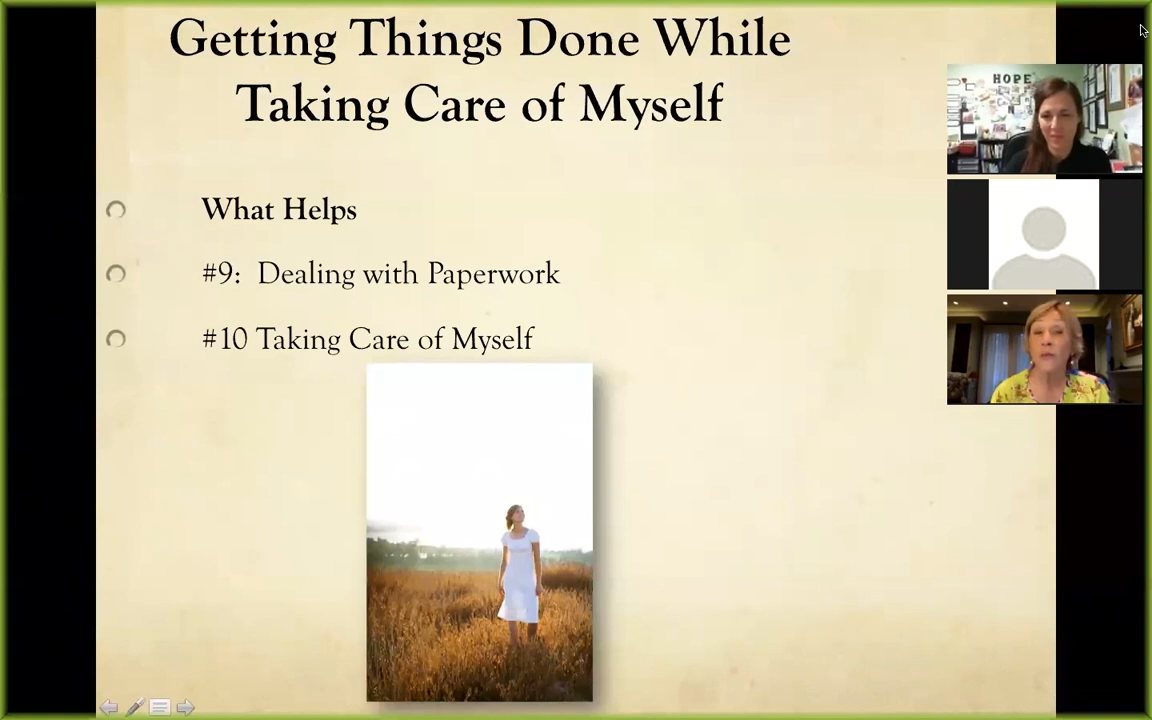 Getting Things Done While
Taking Care of Myself
HOPE
What Helps
#9: Dealing with Paperwork
#10 Taking Care of Myself